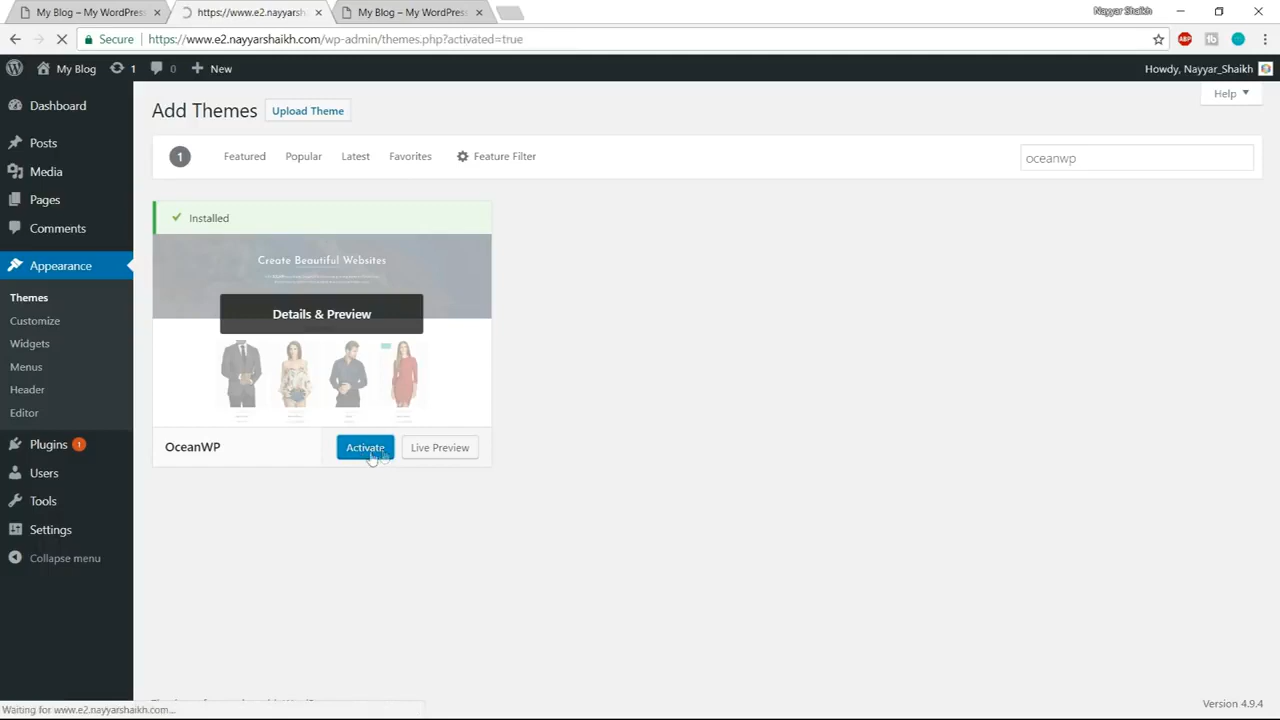 My Blog – My WordPress
https://www.e2.nayyarshaikh
My Blog – My WordPress
Nayyar Shaikh
Secure
https://www.e2.nayyarshaikh.com/wp-admin/themes.php?activated=true
ABP
My Blog
1
0
New
Howdy, Nayyar_Shaikh
Dashboard
Posts
Media
Pages
Comments
Appearance
Themes
Customize
Widgets
Menus
Header
Editor
Plugins 1
Users
Tools
Settings
Collapse menu
Add Themes
Upload Theme
Help
1
Featured
Popular
Latest
Favorites
Feature Filter
oceanwp
Installed
Create Beautiful Websites
Details & Preview
OceanWP
Activate
Live Preview
Waiting for www.e2.nayyarshaikh.com...
Version 4.9.4